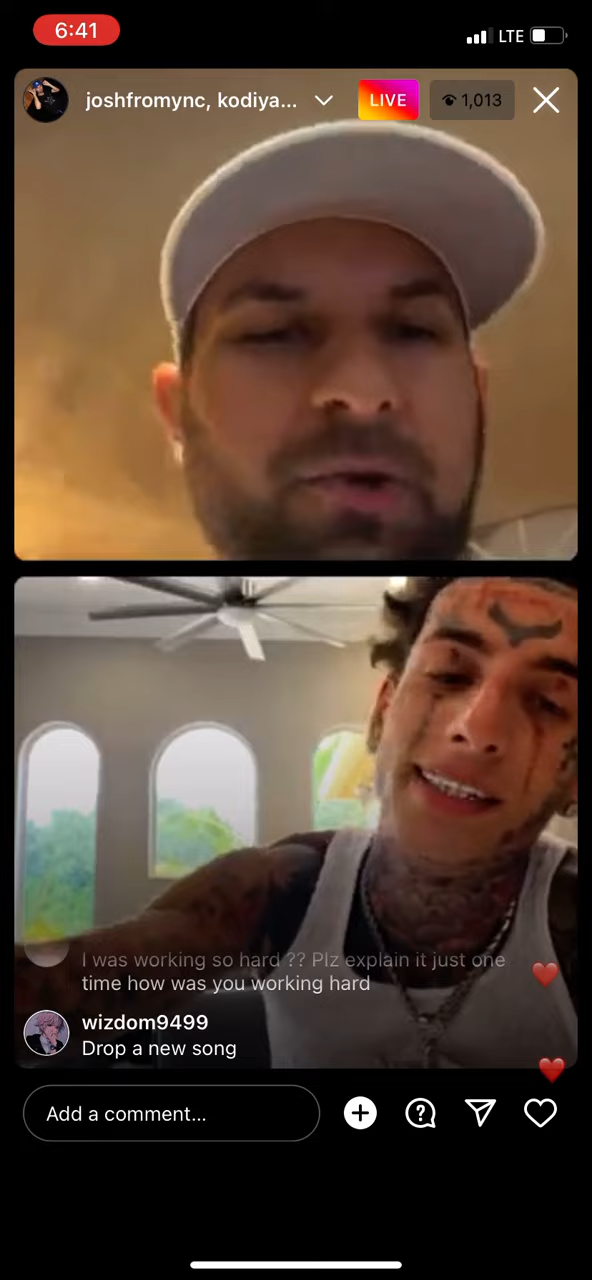 6:41
LTE
joshfromync, kodiya...
LIVE
1,013
I was working so hard ?? Plz explain it just one
time how was you working hard
wizdom9499
Drop a new song
Add a comment...